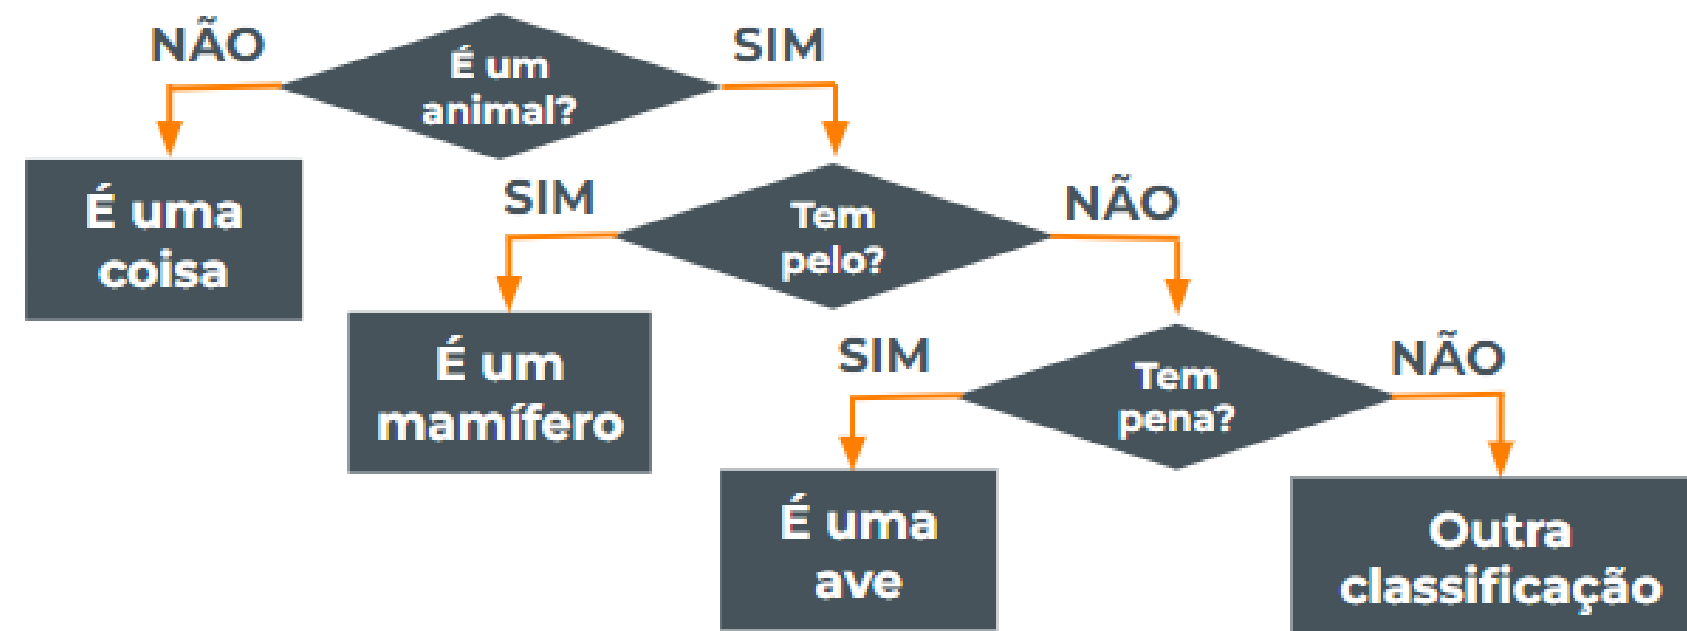 NÃO
É um
animal?
SIM
É uma
coisa
SIM
Tem
pelo?
NÃO
É um
mamífero
SIM
Tem
pena?
NÃO
É uma
ave
Outra
classificação